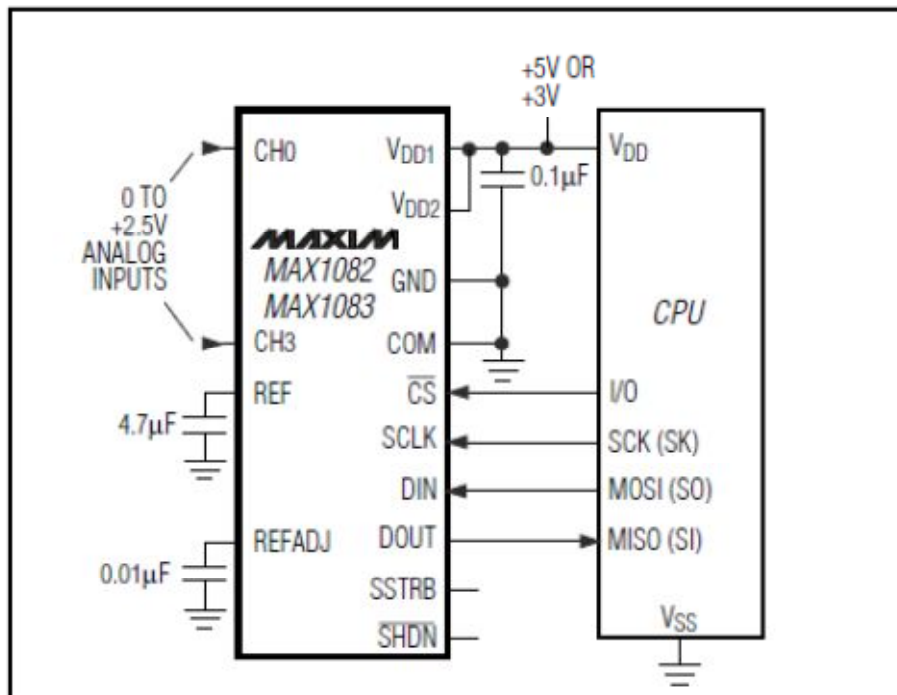 +5V OR
+3V
CH0
VDD1
VDD
0.1µF
0 TO
+2.5V
ANALOG
INPUTS
VDD2
MAXIM
MAX1082
MAX1083
GND
CPU
CH3
COM
REF
CS
I/O
4.7µF
SCLK
SCK (SK)
DIN
MOSI (SO)
REFADJ
DOUT
MISO (SI)
0.01µF
SSTRB
SHDN
VSS